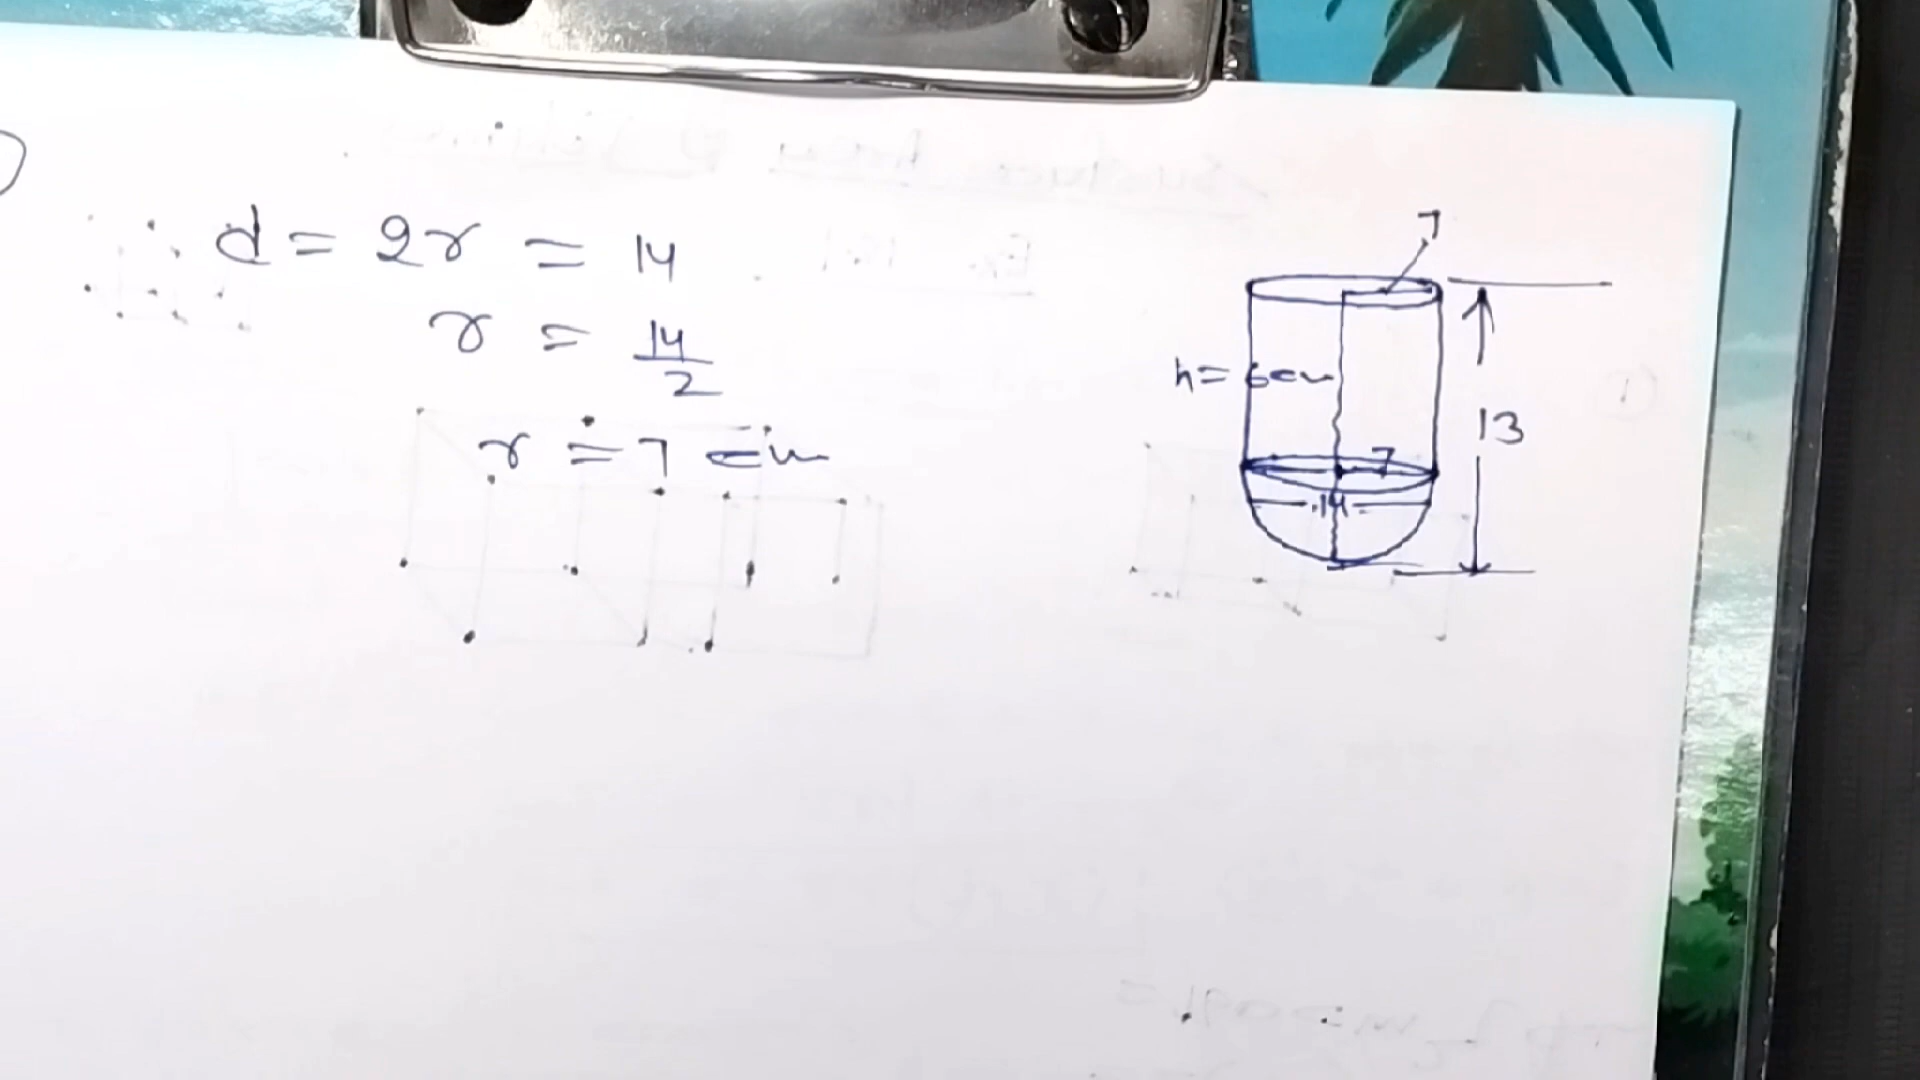 d = 2r = 14
r = 14/2
r = 7 cm
7
h = 6cm
13
7
14